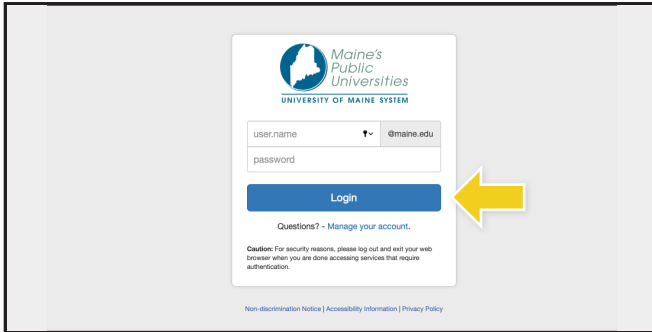 Maine's
Public
Universities
UNIVERSITY OF MAINE SYSTEM
user.name @maine.edu
password
Login
Questions? - Manage your account.
Caution: For security reasons, please log out and exit your web
browser when you are done accessing services that require
authentication.
Non-discrimination Notice | Accessibility Information | Privacy Policy